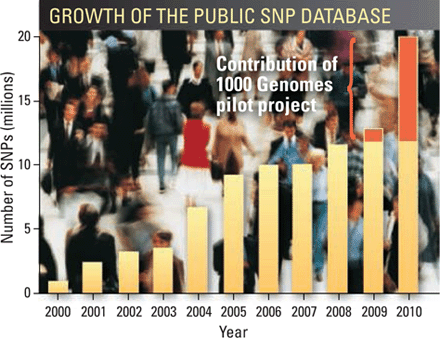 GROWTH OF THE PUBLIC SNP DATABASE
20
15
10
5
0
Number of SNPs (millions)
Contribution of
1000 Genomes
pilot project
2000 2001 2002 2003 2004 2005 2006 2007 2008 2009 2010
Year